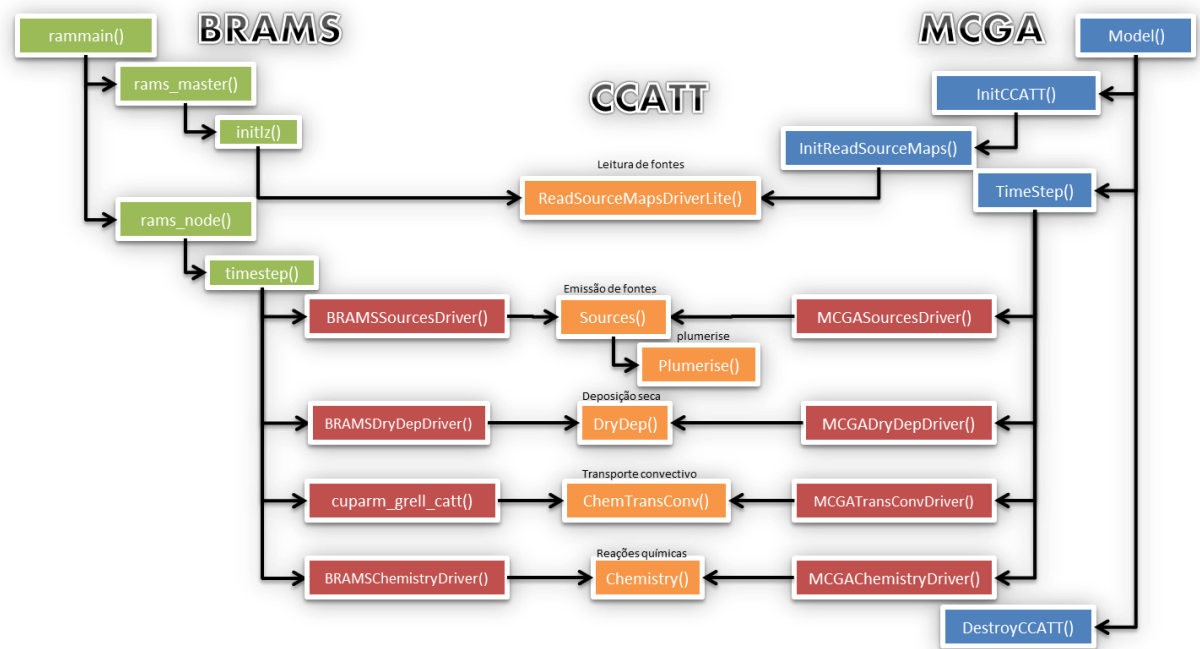 BRAMS
MCGA
rammain()
Model()
rams_master()
CCATT
InitCCATT()
initlz()
InitReadSourceMaps()
Leitura de fontes
ReadSourceMapsDriverLite()
TimeStep()
rams_node()
timestep()
Emissão de fontes
BRAMSSourcesDriver()
Sources()
MCGASourcesDriver()
plumerise
Plumerise()
Deposição seca
BRAMSDryDepDriver()
DryDep()
MCGADryDepDriver()
Transporte convectivo
cuparm_grell_catt()
ChemTransConv()
MCGATransConvDriver()
Reações químicas
BRAMSChemistryDriver()
Chemistry()
MCGAChemistryDriver()
DestroyCCATT()